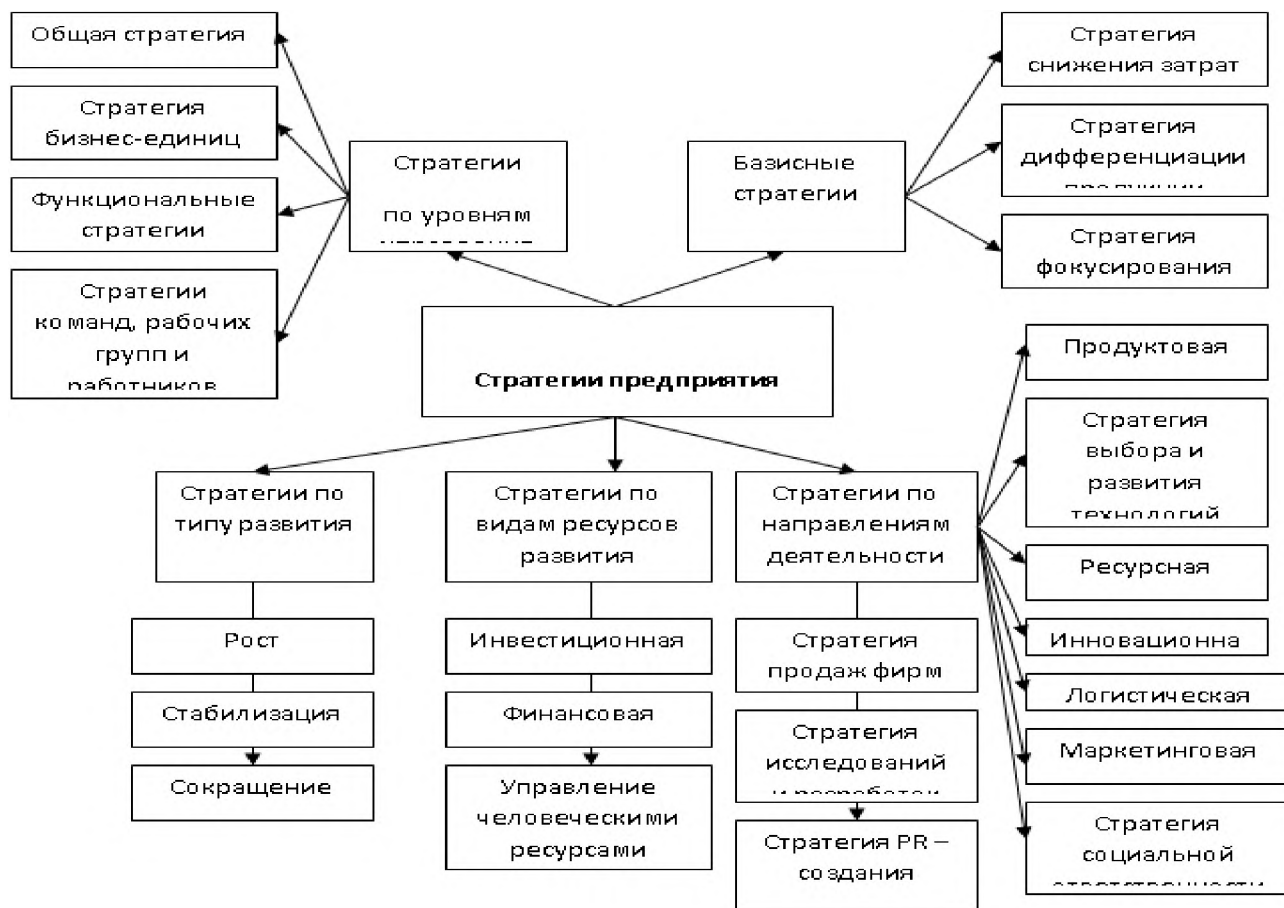 Общая стратегия
Стратегия
бизнес-единиц
Функциональные
стратегии
Стратегии
команд, рабочих
групп и
работников
Стратегии
по уровням
Базисные
стратегии
Стратегия
снижения затрат
Стратегия
дифференциации
Стратегия
фокусирования
Стратегии предприятия
Стратегии по
типу развития
Рост
Стабилизация
Сокращение
Стратегии по
видам ресурсов
развития
Инвестиционная
Финансовая
Управление
человеческими
ресурсами
Стратегии по
направлениям
деятельности
Стратегия
продаж фирм
Стратегия
исследований
Стратегия PR –
создания
Продуктовая
Стратегия
выбора и
развития
технологий
Ресурсная
Инновационна
Логистическая
Маркетинговая
Стратегия
социальной